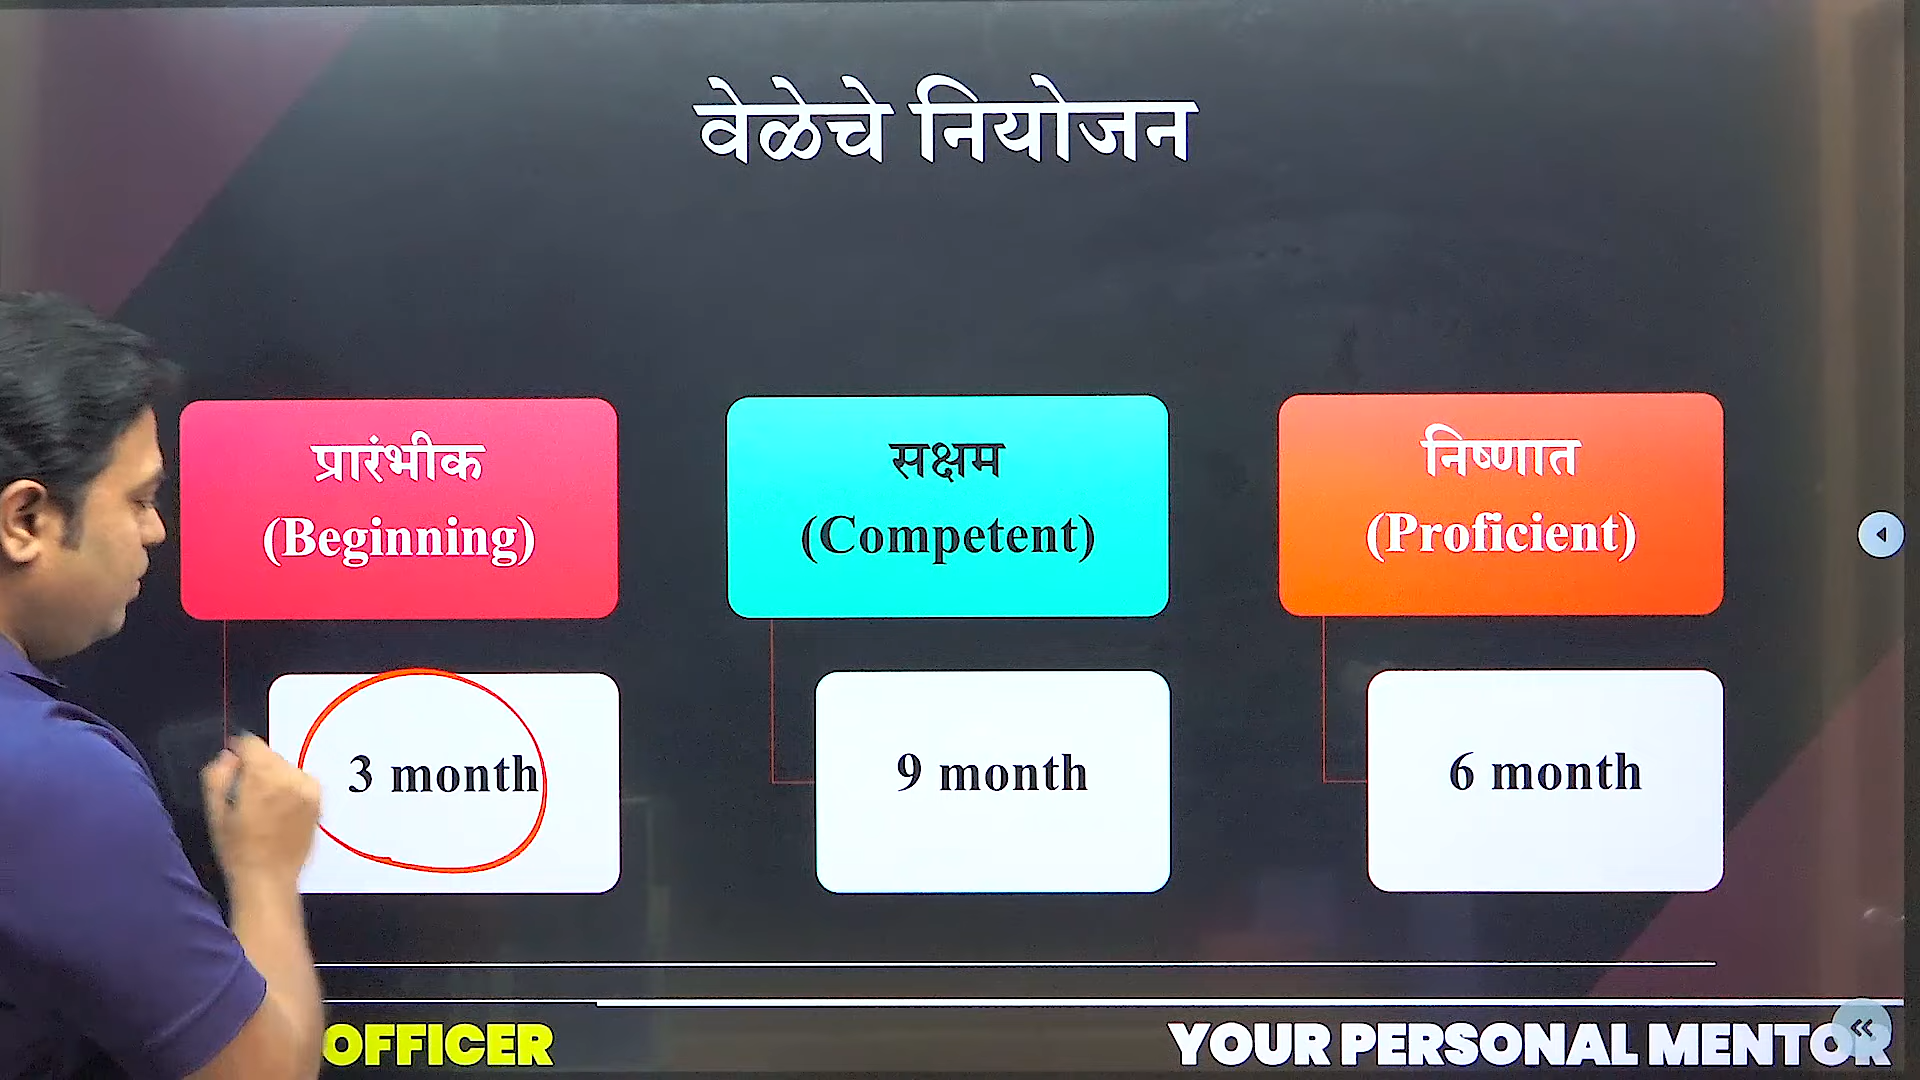 वेळेचे नियोजन
प्रारंभीक
(Beginning)
सक्षम
(Competent)
निष्णात
(Proficient)
3 month
9 month
6 month
OFFICER
YOUR PERSONAL MENTOR